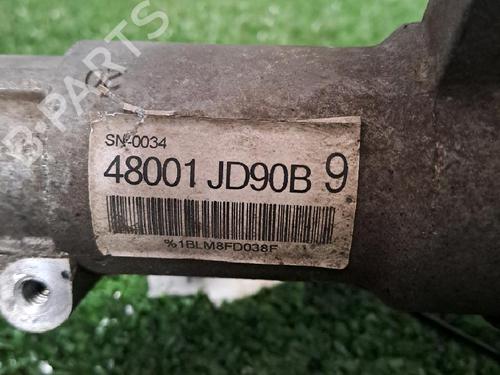 B PARTS
SN-0034
48001 JD90B 9
%1BLM8FD038F